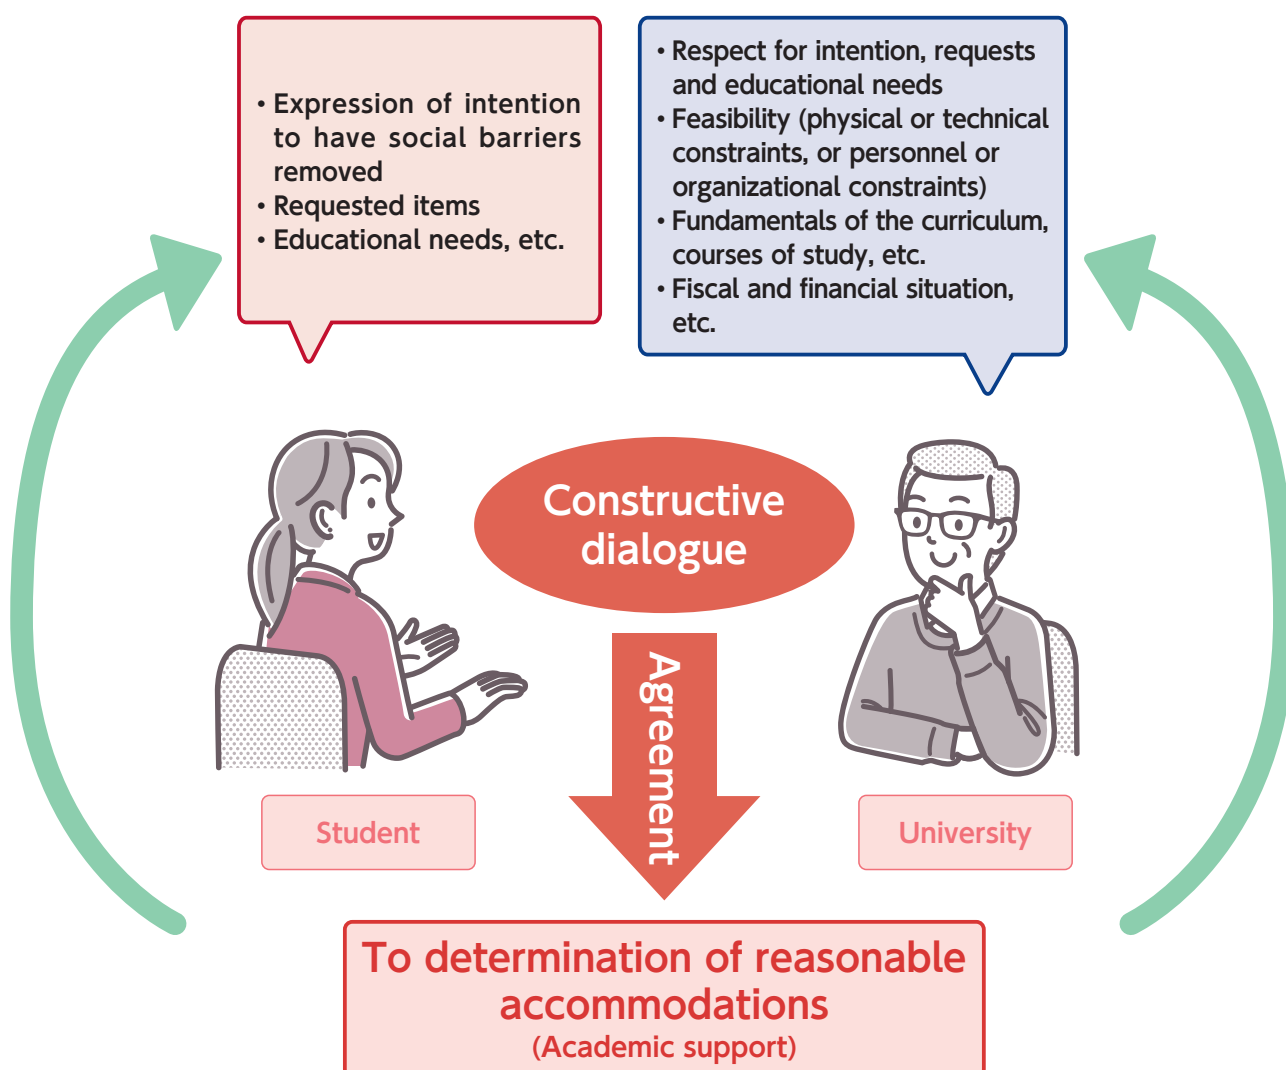 • Expression of intention
to have social barriers
removed
• Requested items
• Educational needs, etc.
• Respect for intention, requests
and educational needs
• Feasibility (physical or technical
constraints, or personnel or
organizational constraints)
• Fundamentals of the curriculum,
courses of study, etc.
• Fiscal and financial situation,
etc.
Constructive
dialogue
Agreement
Student
University
To determination of reasonable
accommodations
(Academic support)